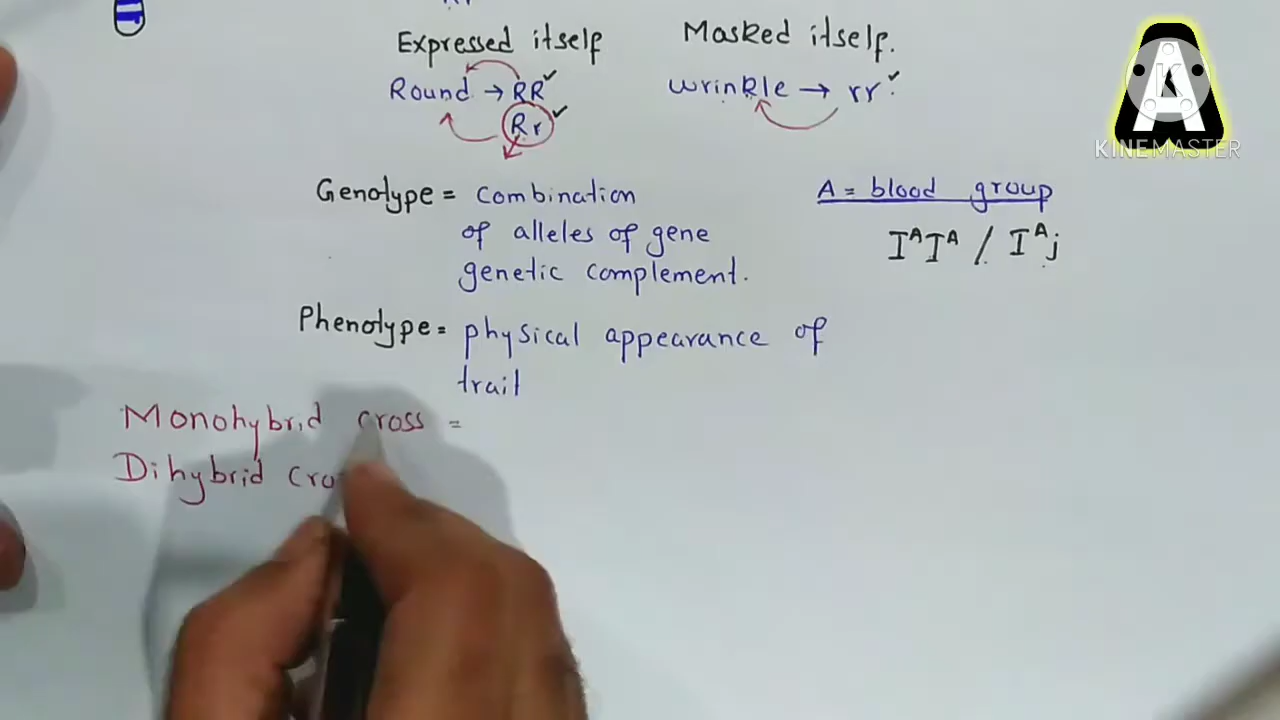 Expressed itself
Masked itself.
Round → RR ✓
wrinkle → rr ✓
Rr ✓
Genotype = combination
of alleles of gene
genetic complement.
A = blood group
IᴬIᴬ / Iᴬi
Phenotype = physical appearance of
trait
Monohybrid cross =
Dihybrid cro
A
K
KINEMASTER